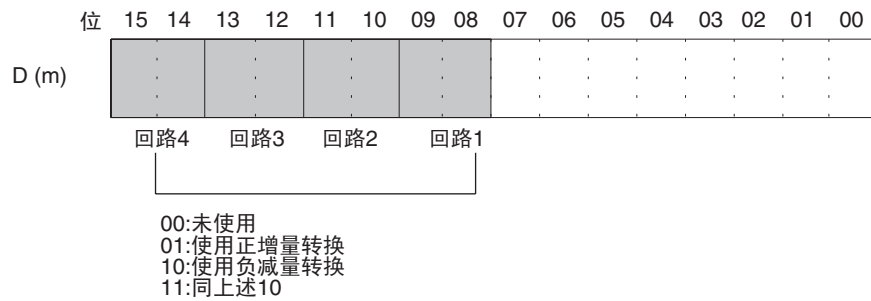 位 15 14 13 12 11 10 09 08 07 06 05 04 03 02 01 00
D (m)
回路4 回路3 回路2 回路1
00:未使用
01:使用正增量转换
10:使用负减量转换
11:同上述10